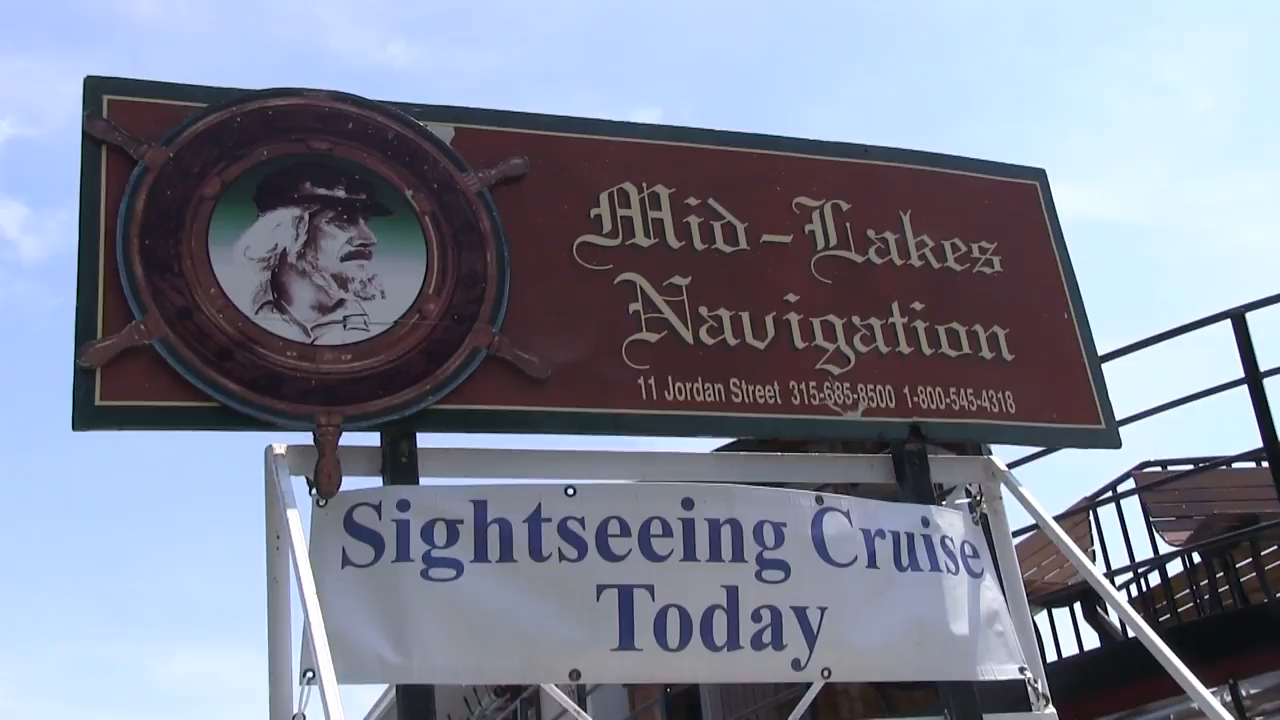 Mid-Lakes
Navigation
11 Jordan Street 315-685-8500 1-800-545-4318
Sightseeing Cruise
Today